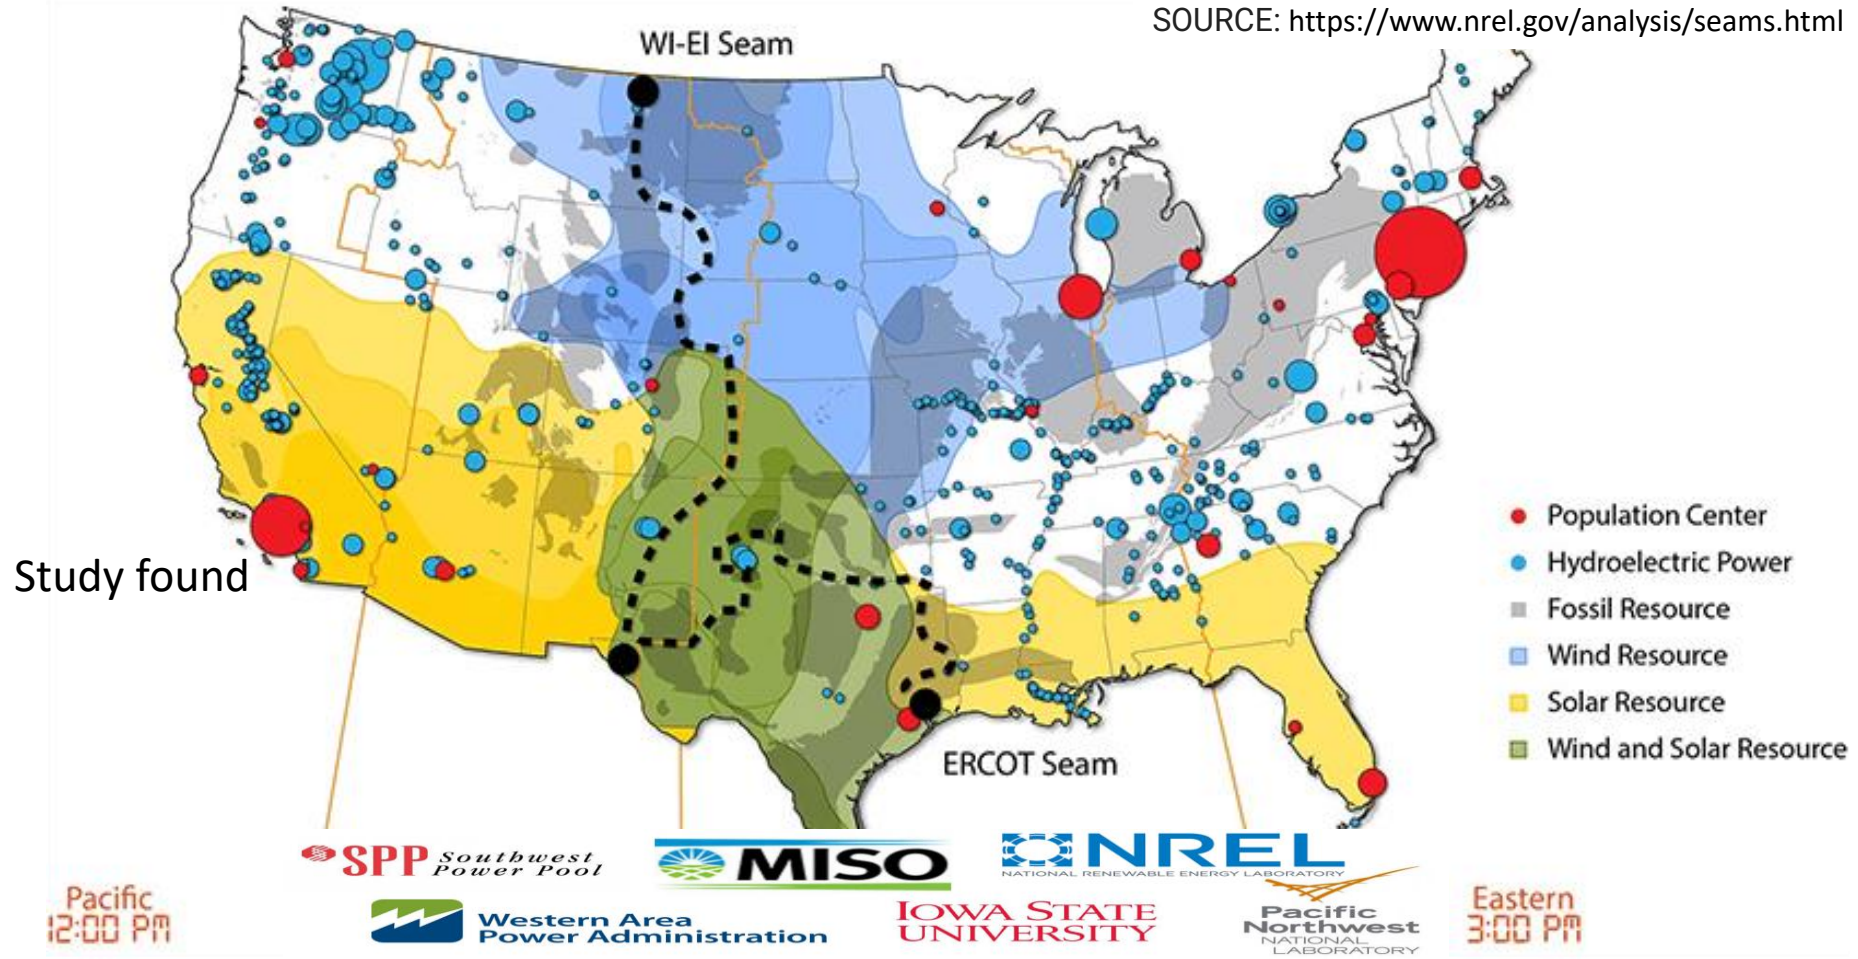 SOURCE: https://www.nrel.gov/analysis/seams.html
WI-EI Seam
Population Center
Hydroelectric Power
Fossil Resource
Wind Resource
Solar Resource
Wind and Solar Resource
Study found
ERCOT Seam
SPP Southwest
Power Pool
MISO
NREL
NATIONAL RENEWABLE ENERGY LABORATORY
Pacific
12:00 PM
Western Area
Power Administration
IOWA STATE
UNIVERSITY
Pacific
Northwest
NATIONAL
LABORATORY
Eastern
3:00 PM